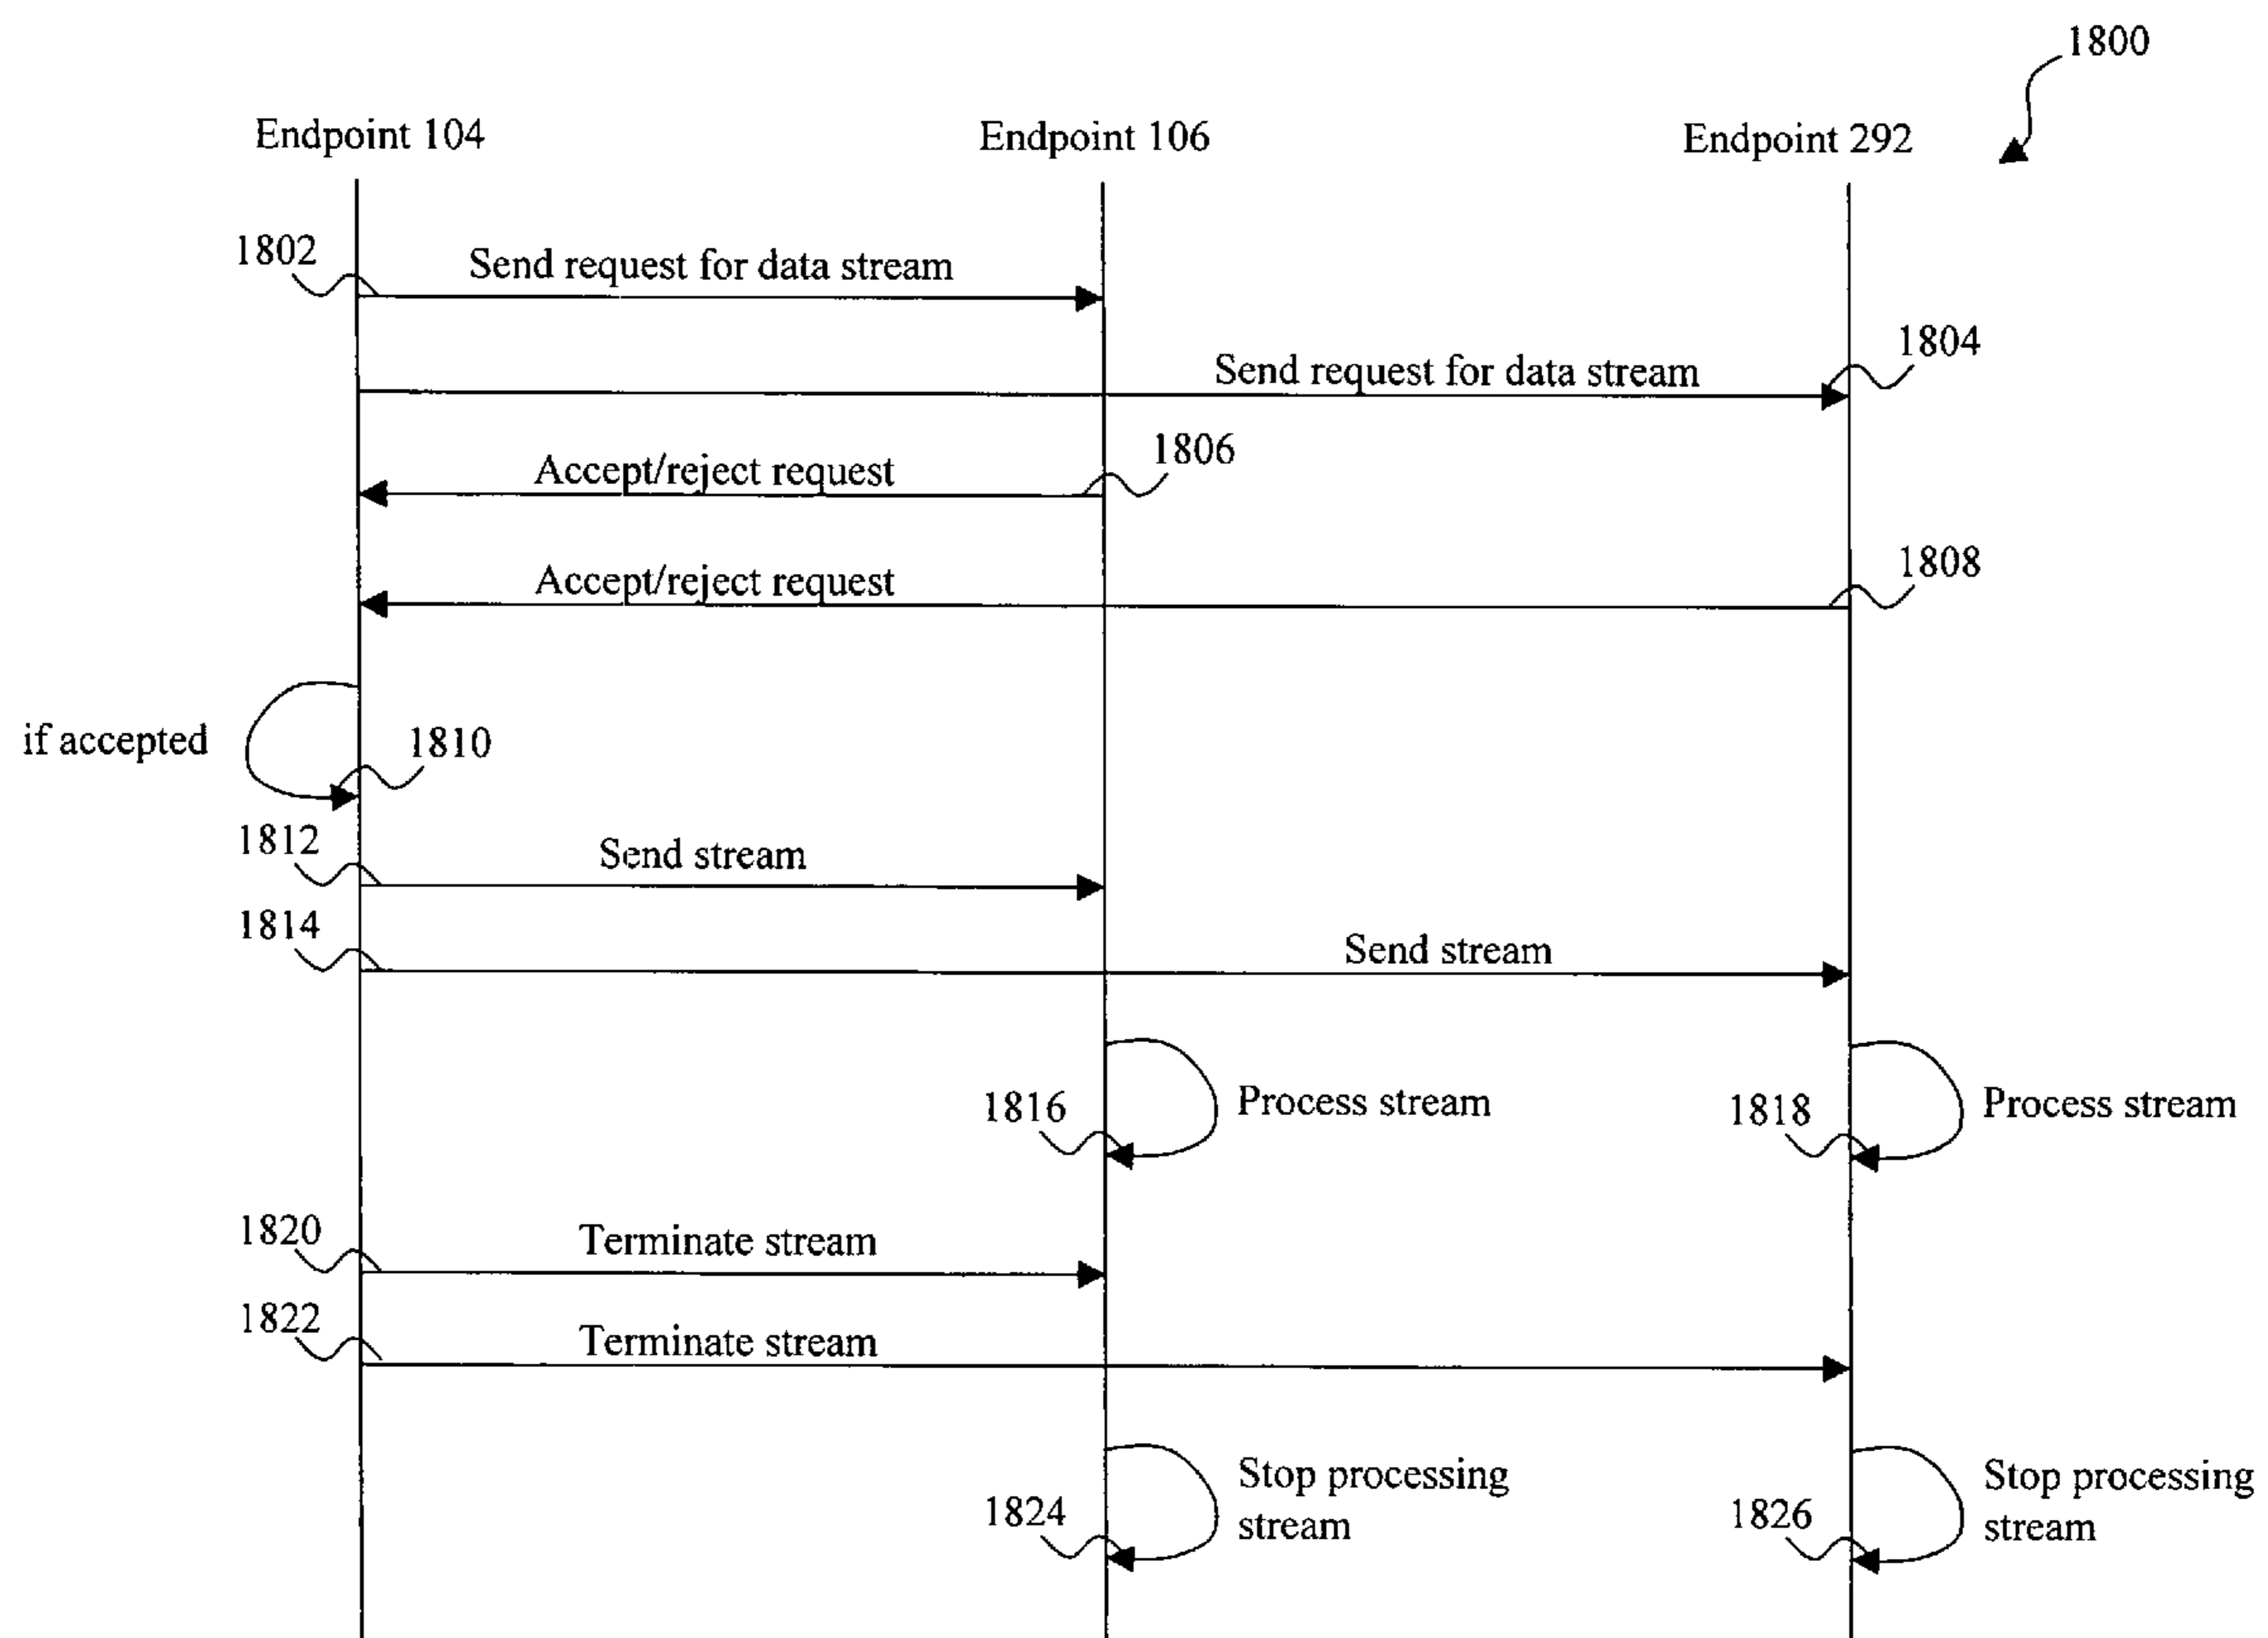 1800
Endpoint 104
Endpoint 106
Endpoint 292
1802
Send request for data stream
1804
Send request for data stream
1806
Accept/reject request
1808
Accept/reject request
if accepted
1810
1812
Send stream
1814
Send stream
1816
Process stream
1818
Process stream
1820
Terminate stream
1822
Terminate stream
1824
Stop processing
stream
1826
Stop processing
stream